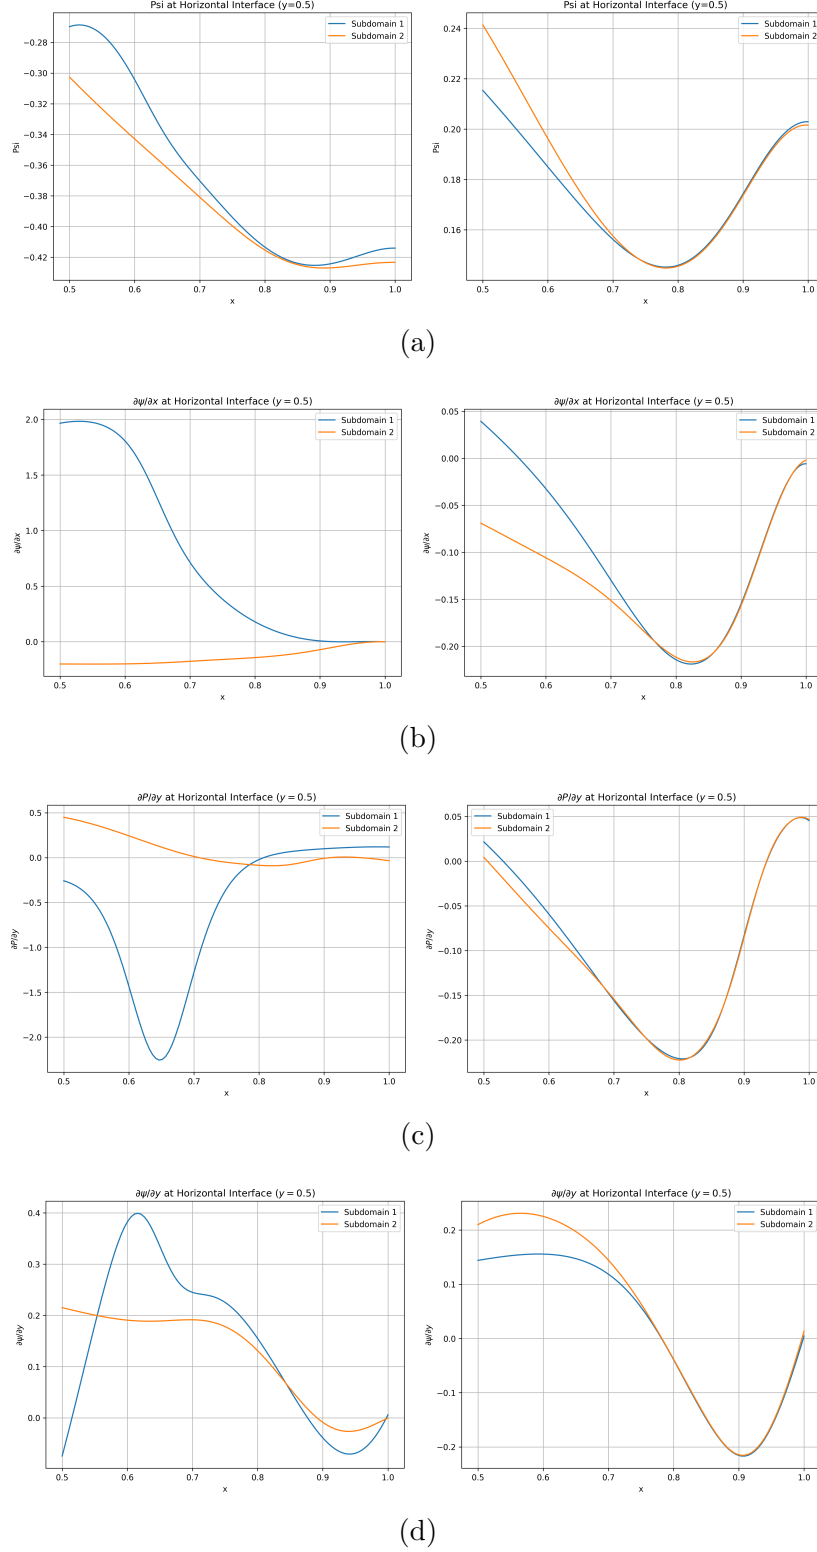 Psi at Horizontal Interface (y=0.5)
Subdomain 1
Subdomain 2
−0.28
−0.30
−0.32
−0.34
−0.36
−0.38
−0.40
−0.42
Psi
0.5 0.6 0.7 0.8 0.9 1.0
x
Psi at Horizontal Interface (y=0.5)
Subdomain 1
Subdomain 2
0.24
0.22
0.20
0.18
0.16
Psi
0.5 0.6 0.7 0.8 0.9 1.0
x
(a)
∂ψ/∂x at Horizontal Interface (y = 0.5)
Subdomain 1
Subdomain 2
2.0
1.5
1.0
0.5
0.0
∂ψ/∂x
0.5 0.6 0.7 0.8 0.9 1.0
x
∂ψ/∂x at Horizontal Interface (y = 0.5)
Subdomain 1
Subdomain 2
0.05
0.00
−0.05
−0.10
−0.15
−0.20
∂ψ/∂x
0.5 0.6 0.7 0.8 0.9 1.0
x
(b)
∂P/∂y at Horizontal Interface (y = 0.5)
Subdomain 1
Subdomain 2
0.5
0.0
−0.5
−1.0
−1.5
−2.0
∂P/∂y
0.5 0.6 0.7 0.8 0.9 1.0
x
∂P/∂y at Horizontal Interface (y = 0.5)
Subdomain 1
Subdomain 2
0.05
0.00
−0.05
−0.10
−0.15
−0.20
∂P/∂y
0.5 0.6 0.7 0.8 0.9 1.0
x
(c)
∂ψ/∂y at Horizontal Interface (y = 0.5)
Subdomain 1
Subdomain 2
0.4
0.3
0.2
0.1
0.0
∂ψ/∂y
0.5 0.6 0.7 0.8 0.9 1.0
x
∂ψ/∂y at Horizontal Interface (y = 0.5)
Subdomain 1
Subdomain 2
0.2
0.1
0.0
−0.1
−0.2
∂ψ/∂y
0.5 0.6 0.7 0.8 0.9 1.0
x
(d)